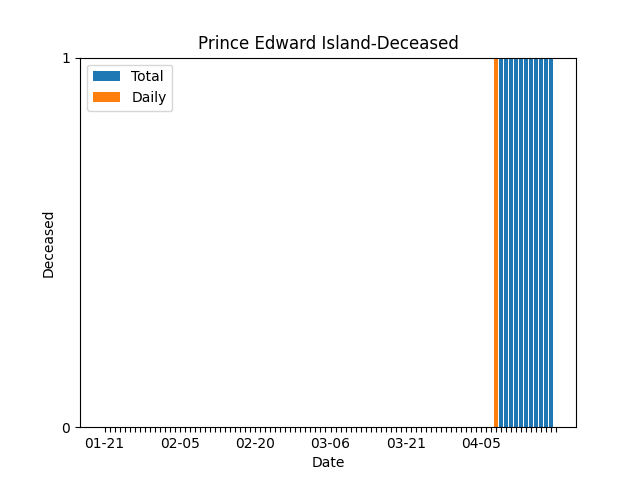 Prince Edward Island-Deceased
1
Total
Daily
Deceased
0
01-21 02-05 02-20 03-06 03-21 04-05
Date